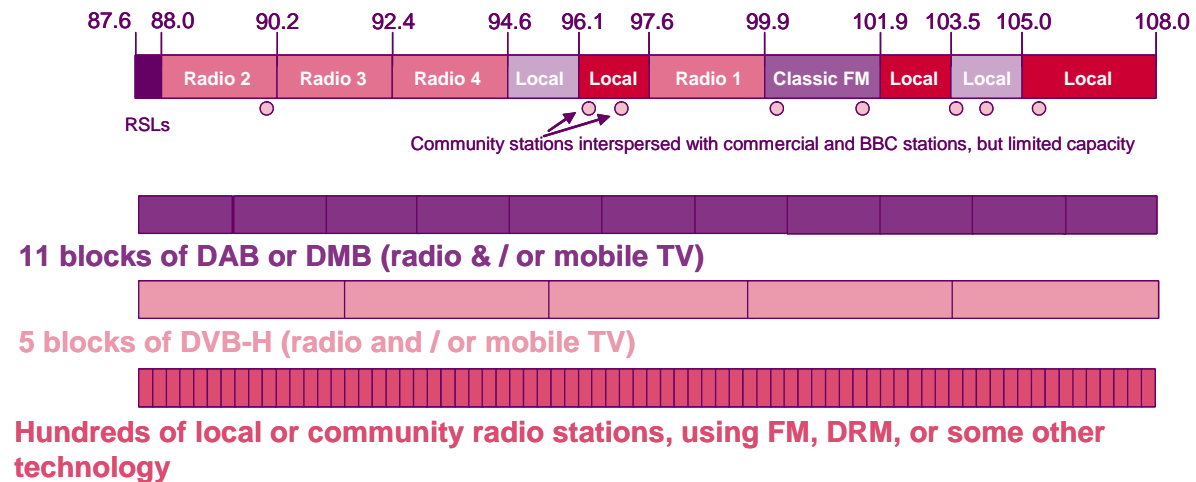 87.6 88.0 90.2 92.4 94.6 96.1 97.6 99.9 101.9 103.5 105.0 108.0
Radio 2 Radio 3 Radio 4 Local Local Radio 1 Classic FM Local Local Local
RSLs
Community stations interspersed with commercial and BBC stations, but limited capacity
11 blocks of DAB or DMB (radio & / or mobile TV)
5 blocks of DVB-H (radio and / or mobile TV)
Hundreds of local or community radio stations, using FM, DRM, or some other
technology